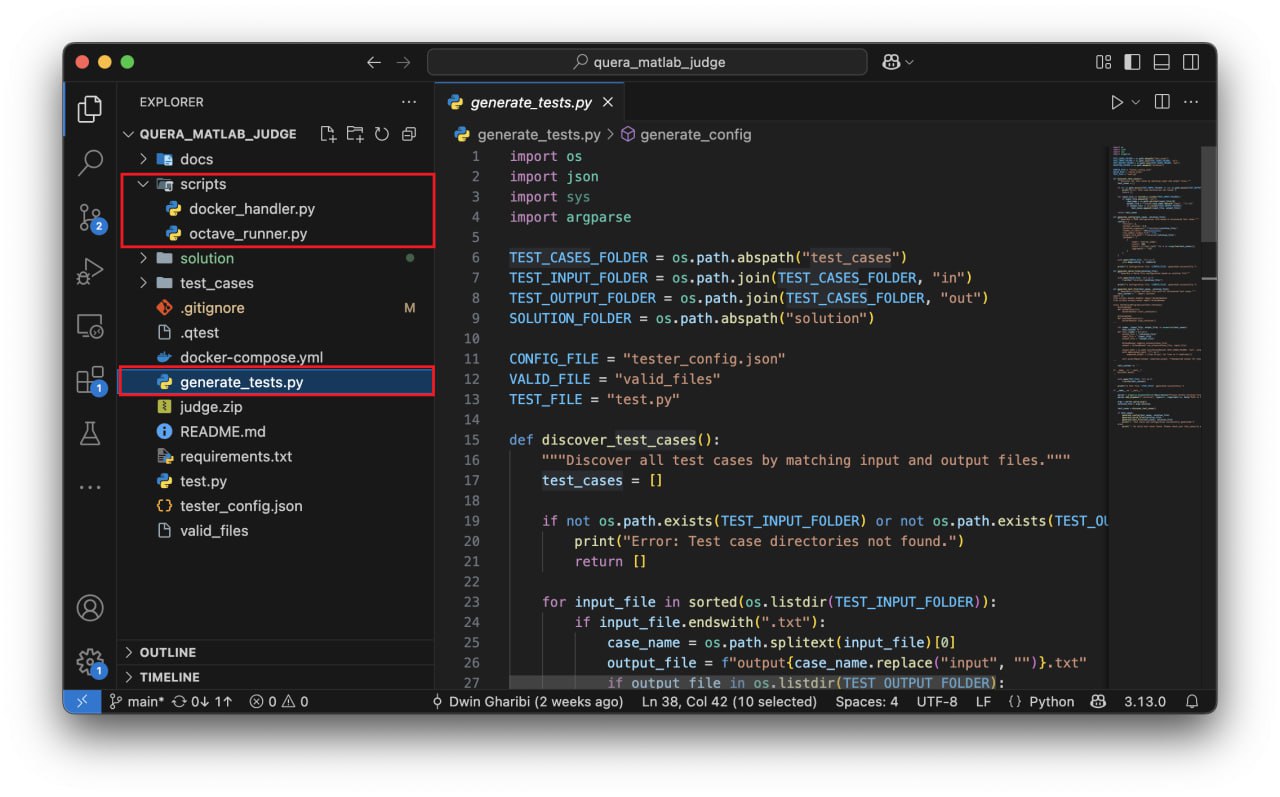 quera_matlab_judge
EXPLORER
QUERA_MATLAB_JUDGE
docs
scripts
docker_handler.py
octave_runner.py
solution
test_cases
.gitignore M
.qtest
docker-compose.yml
generate_tests.py
judge.zip
README.md
requirements.txt
test.py
tester_config.json
valid_files
OUTLINE
TIMELINE
2
1
1
generate_tests.py
generate_tests.py > generate_config
1 import os
2 import json
3 import sys
4 import argparse
5
6 TEST_CASES_FOLDER = os.path.abspath("test_cases")
7 TEST_INPUT_FOLDER = os.path.join(TEST_CASES_FOLDER, "in")
8 TEST_OUTPUT_FOLDER = os.path.join(TEST_CASES_FOLDER, "out")
9 SOLUTION_FOLDER = os.path.abspath("solution")
10
11 CONFIG_FILE = "tester_config.json"
12 VALID_FILE = "valid_files"
13 TEST_FILE = "test.py"
14
15 def discover_test_cases():
16 """Discover all test cases by matching input and output files."""
17 test_cases = []
18
19 if not os.path.exists(TEST_INPUT_FOLDER) or not os.path.exists(TEST_OU
20 print("Error: Test case directories not found.")
21 return []
22
23 for input_file in sorted(os.listdir(TEST_INPUT_FOLDER)):
24 if input_file.endswith(".txt"):
25 case_name = os.path.splitext(input_file)[0]
26 output_file = f"output{case_name.replace("input", "")}.txt"
27 if output_file in os.listdir(TEST_OUTPUT_FOLDER):
main* 0↓ 1↑ 0 0 Dwin Gharibi (2 weeks ago) Ln 38, Col 42 (10 selected) Spaces: 4 UTF-8 LF {} Python 3.13.0